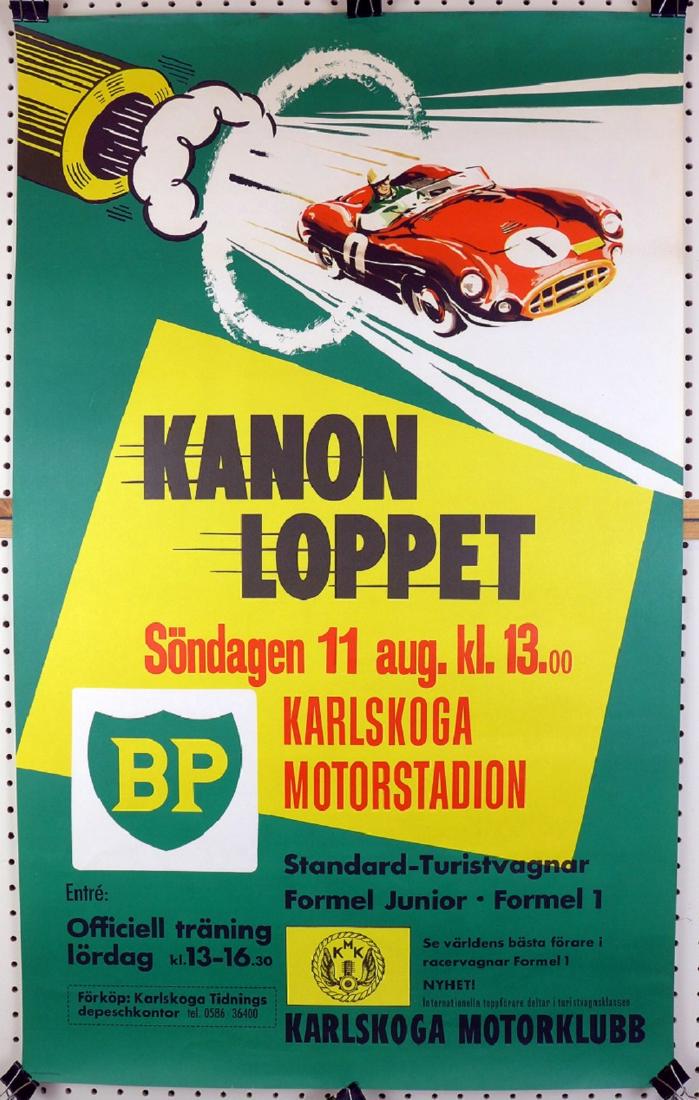 1
1
KANON
LOPPET
Söndagen 11 aug. kl. 13.00
KARLSKOGA
MOTORSTADION
BP
Standard-Turistvagnar
Formel Junior · Formel 1
Entré:
Officiell träning
lördag kl. 13-16.30
Förköp: Karlskoga Tidnings
depeschkontor tel. 0586 36400
KMK
Se världens bästa förare i
racervagnar Formel 1
NYHET!
Internationella toppförare deltar i turistvagnsklassen
KARLSKOGA MOTORKLUBB